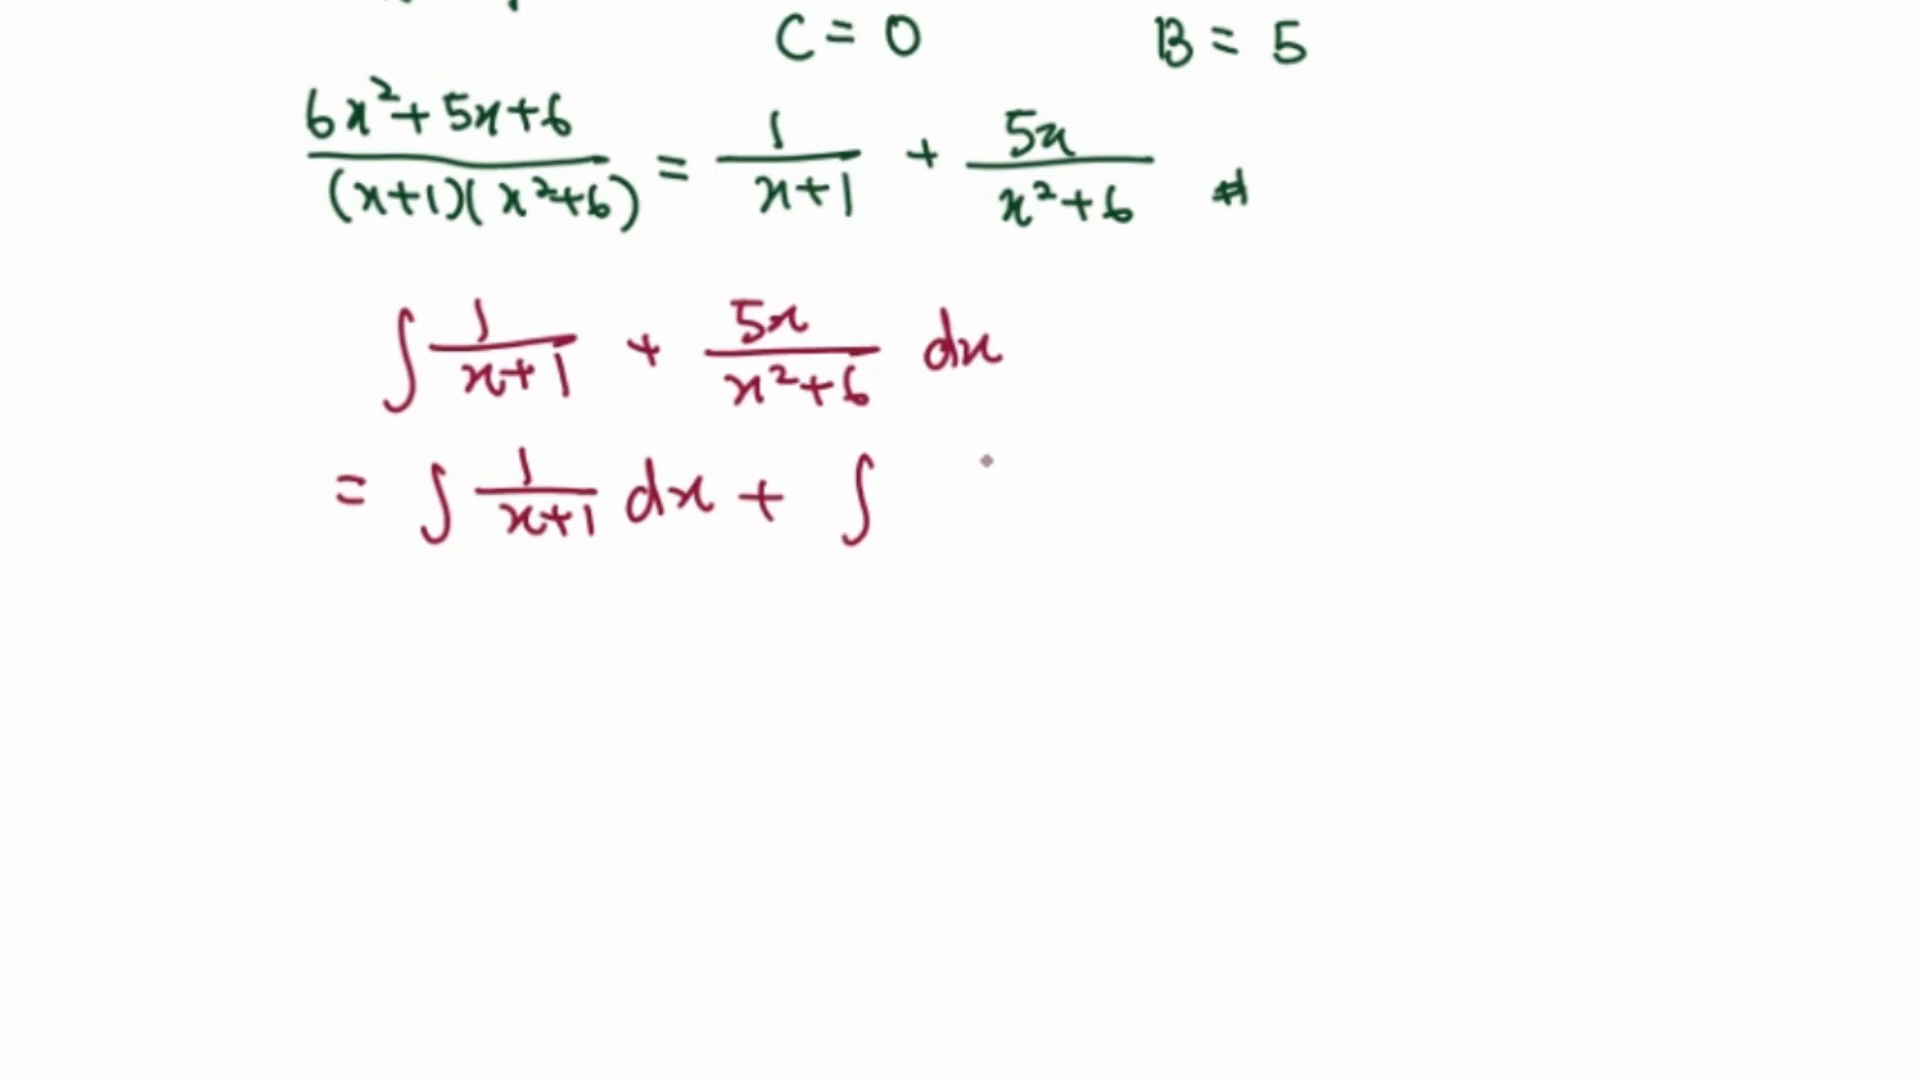 C = 0 B = 5
6x²+5x+6 / (x+1)(x²+6) = 1 / x+1 + 5x / x²+6 #
∫ 1 / x+1 + 5x / x²+6 dx
= ∫ 1 / x+1 dx + ∫